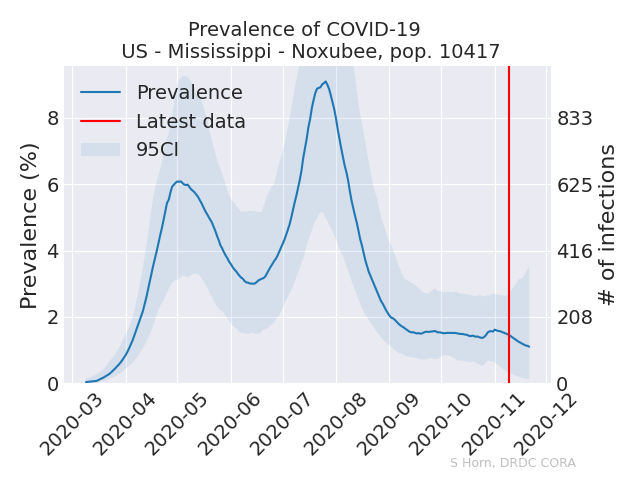 Prevalence of COVID-19
US - Mississippi - Noxubee, pop. 10417
Prevalence
Latest data
95CI
Prevalence (%)
8
6
4
2
0
833
625
416
208
0
# of infections
2020-03
2020-04
2020-05
2020-06
2020-07
2020-08
2020-09
2020-10
2020-11
2020-12
S Horn, DRDC CORA